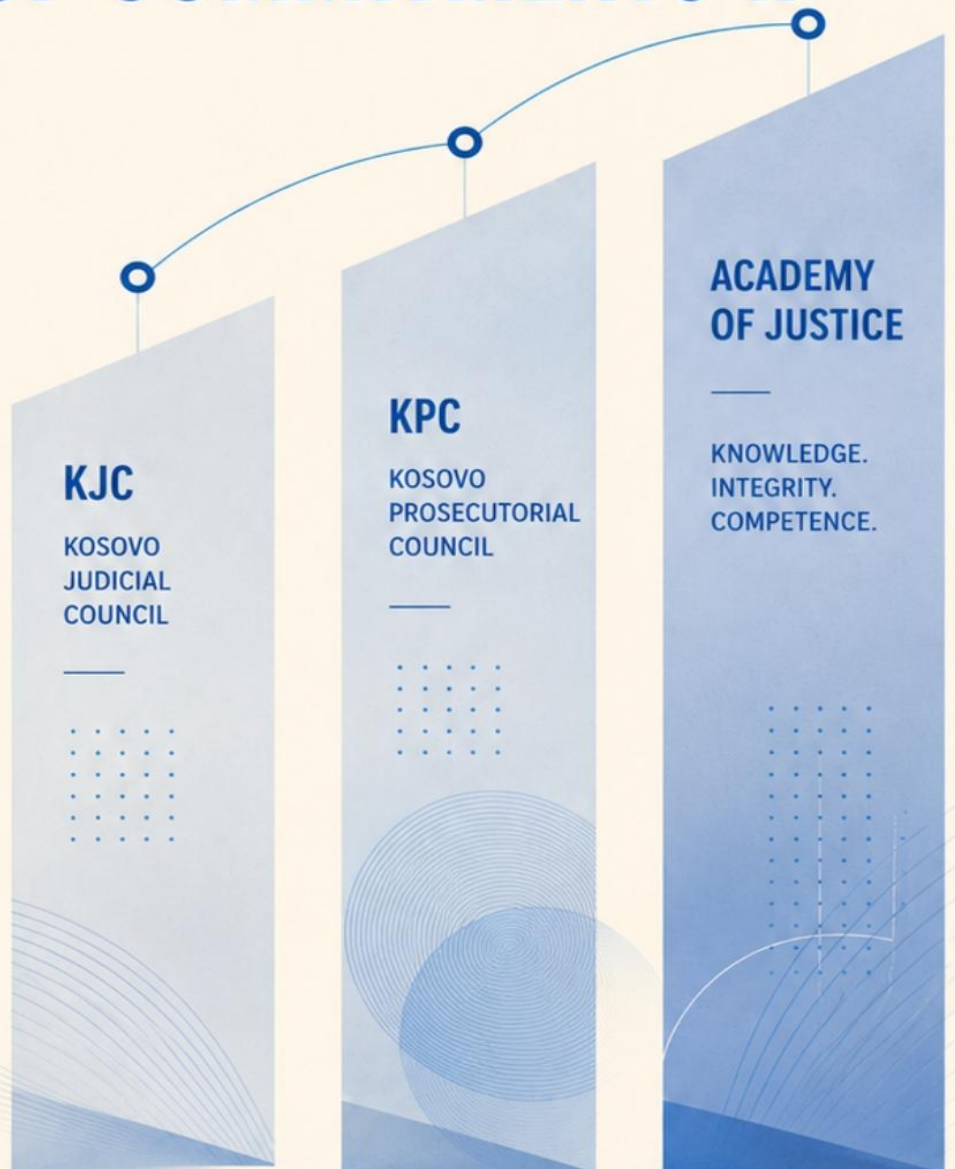 KJC
KOSOVO
JUDICIAL
COUNCIL
KPC
KOSOVO
PROSECUTORIAL
COUNCIL
ACADEMY
OF JUSTICE
KNOWLEDGE.
INTEGRITY.
COMPETENCE.